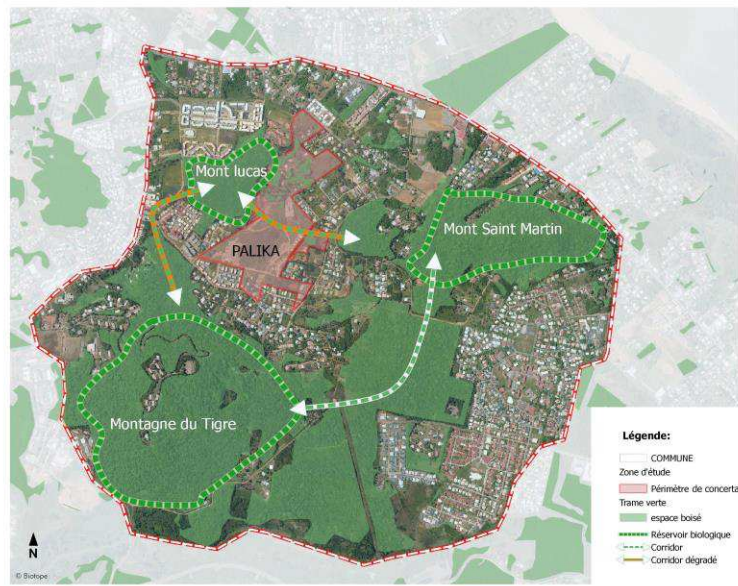 Mont lucas
Mont Saint Martin
PALIKA
Montagne du Tigre
Légende:
COMMUNE
Zone d'étude
Périmètre de concerta
Trame verte
espace boisé
Réservoir biologique
Corridor
Corridor dégradé
N
© Biotope